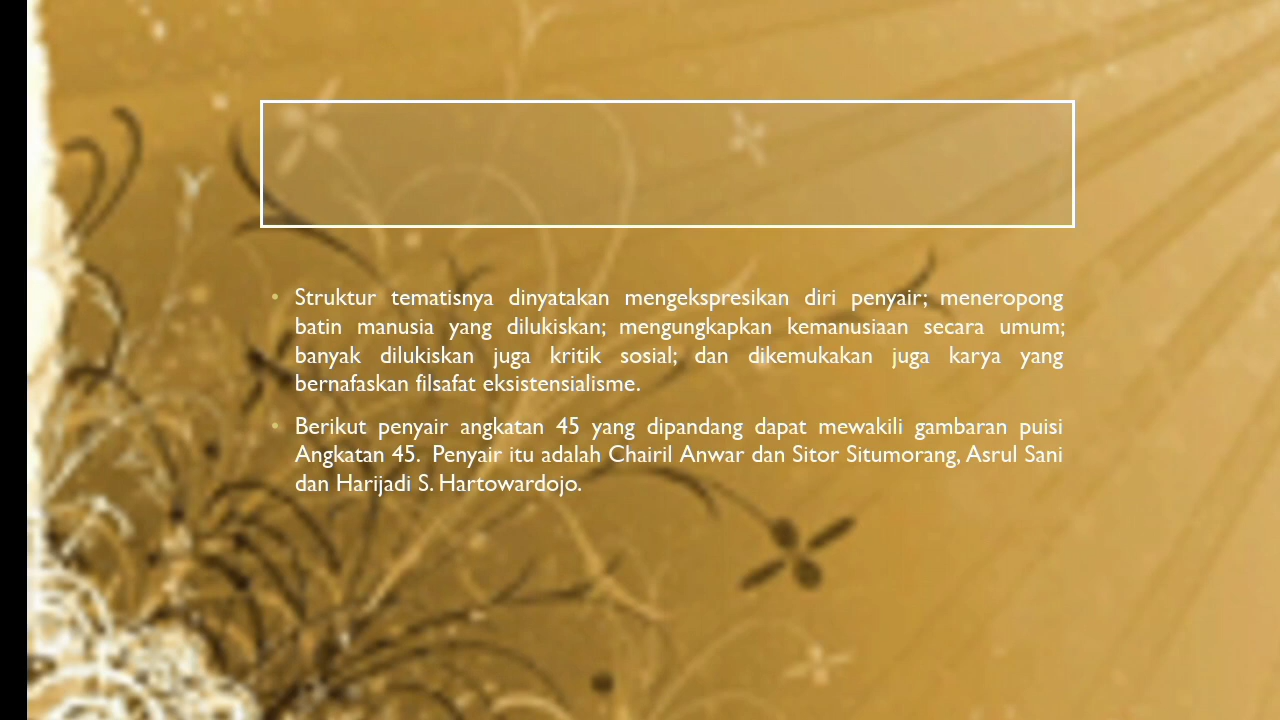 • Struktur tematisnya dinyatakan mengekspresikan diri penyair; meneropong
batin manusia yang dilukiskan; mengungkapkan kemanusiaan secara umum;
banyak dilukiskan juga kritik sosial; dan dikemukakan juga karya yang
bernafaskan filsafat eksistensialisme.
• Berikut penyair angkatan 45 yang dipandang dapat mewakili gambaran puisi
Angkatan 45. Penyair itu adalah Chairil Anwar dan Sitor Situmorang, Asrul Sani
dan Harijadi S. Hartowardojo.